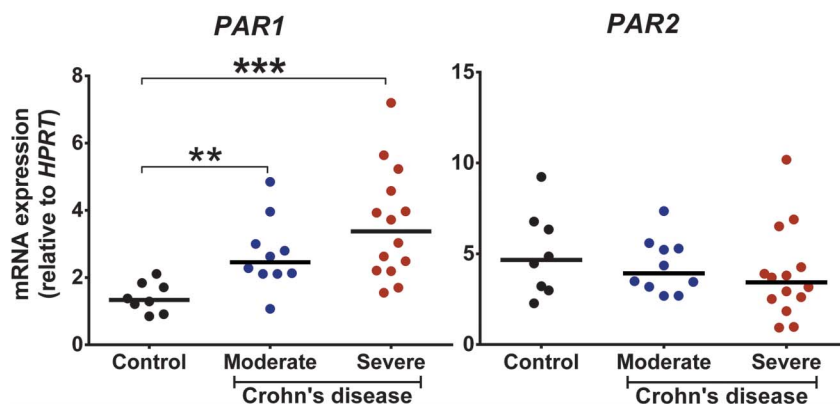 PAR1
PAR2
mRNA expression
(relative to HPRT)
8
6
4
2
0
***
**
Control
Moderate
Severe
Crohn's disease
15
10
5
0
Control
Moderate
Severe
Crohn's disease